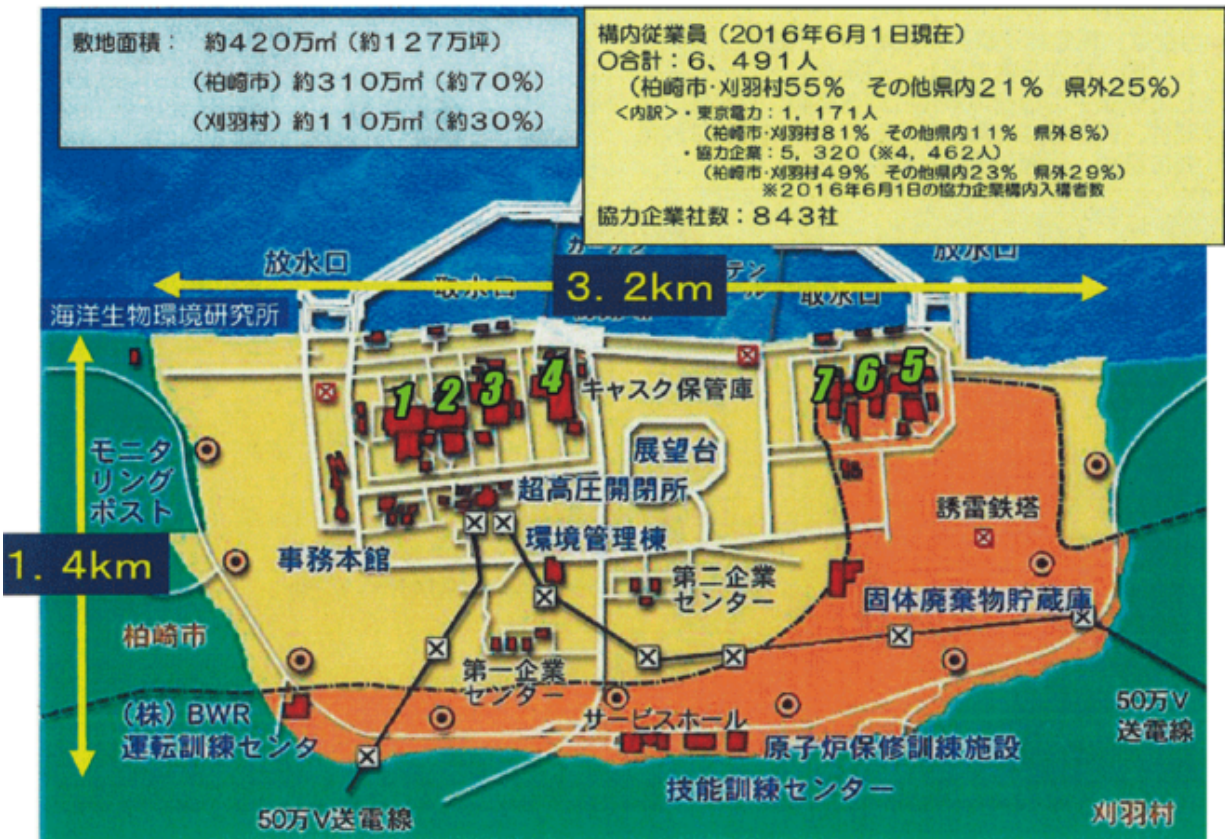 敷地面積： 約４２０万㎡（約１２７万坪）
（柏崎市）約３１０万㎡（約７０％）
（刈羽村）約１１０万㎡（約３０％）
構内従業員（２０１６年６月１日現在）
〇合計：６、４９１人
（柏崎市・刈羽村５５％ その他県内２１％ 県外２５％）
＜内訳＞・東京電力：１，１７１人
（柏崎市・刈羽村８１％ その他県内１１％ 県外８％）
・協力企業：５，３２０（※４，４６２人）
（柏崎市・刈羽村４９％ その他県内２３％ 県外２９％）
※２０１６年６月１日の協力企業構内入構者数
協力企業社数：８４３社
放水口
取水口
３．２km
取水口
放水口
海洋生物環境研究所
1
2
3
4
7
6
5
キャスク保管庫
モニタ
リング
ポスト
展望台
超高圧開閉所
誘雷鉄塔
環境管理棟
事務本館
１．４km
第二企業
センター
固体廃棄物貯蔵庫
柏崎市
第一企業
センター
（株）BWR
運転訓練センタ
サービスホール
原子炉保修訓練施設
50万V
送電線
技能訓練センター
50万V送電線
刈羽村